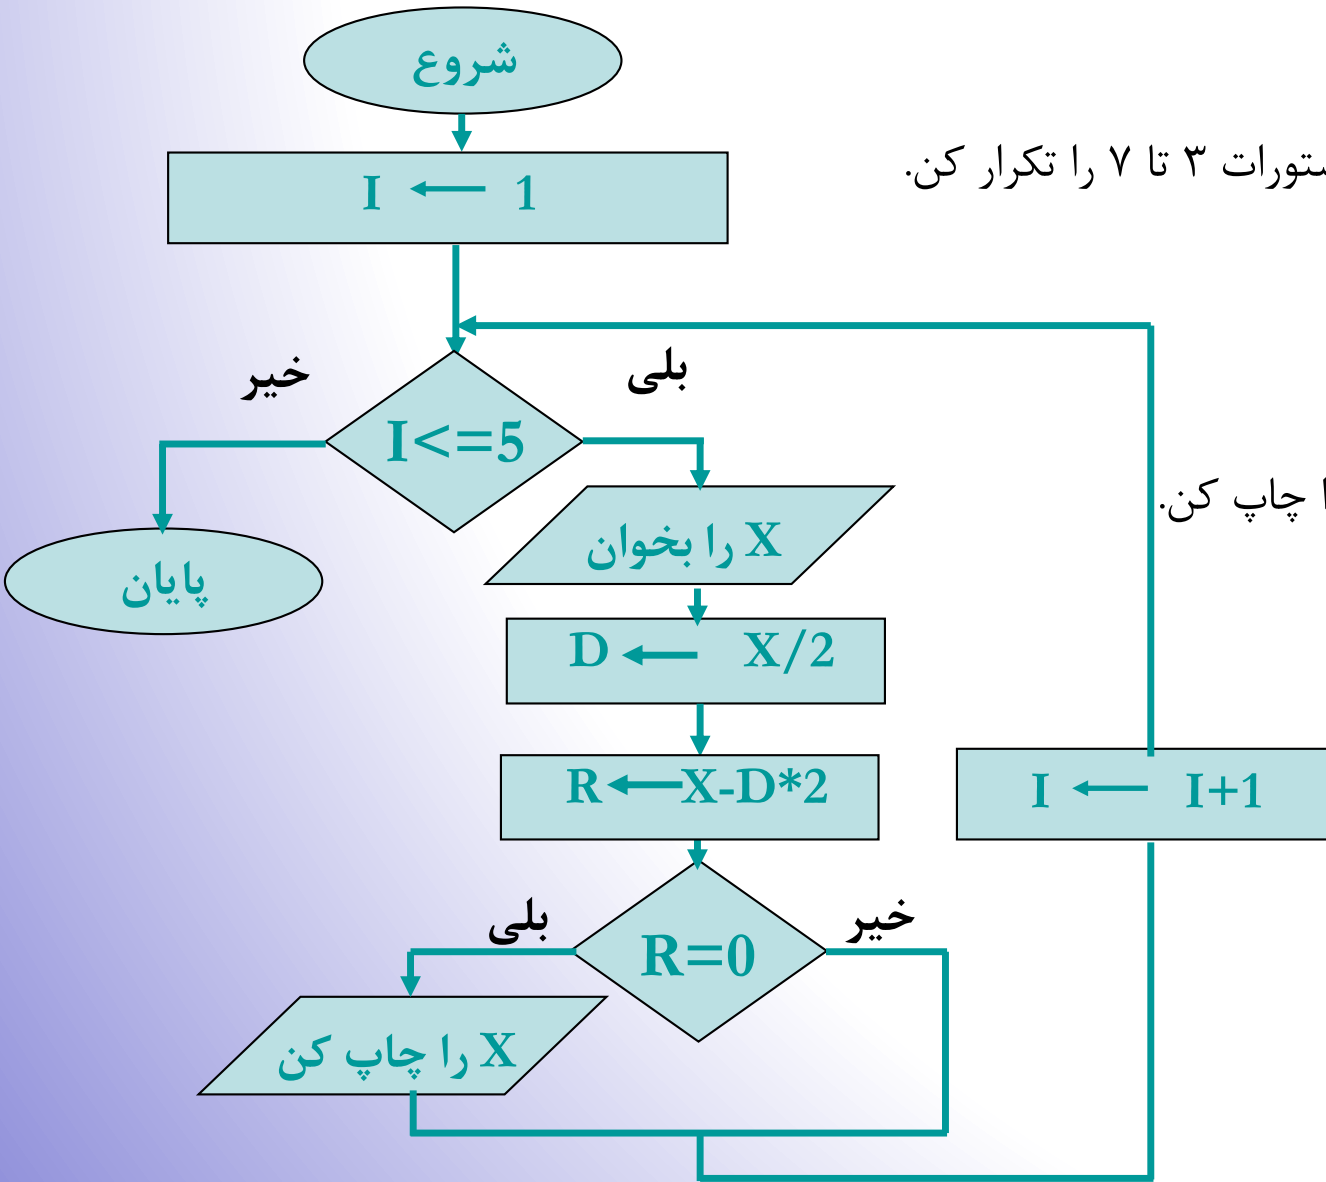 شروع
I ← 1
دستورات ۳ تا ۷ را تکرار کن.
خیر
بلی
I<=5
چاپ کن.
X را بخوان
پایان
D ← X/2
R←X-D*2
I ← I+1
بلی
خیر
R=0
X را چاپ کن